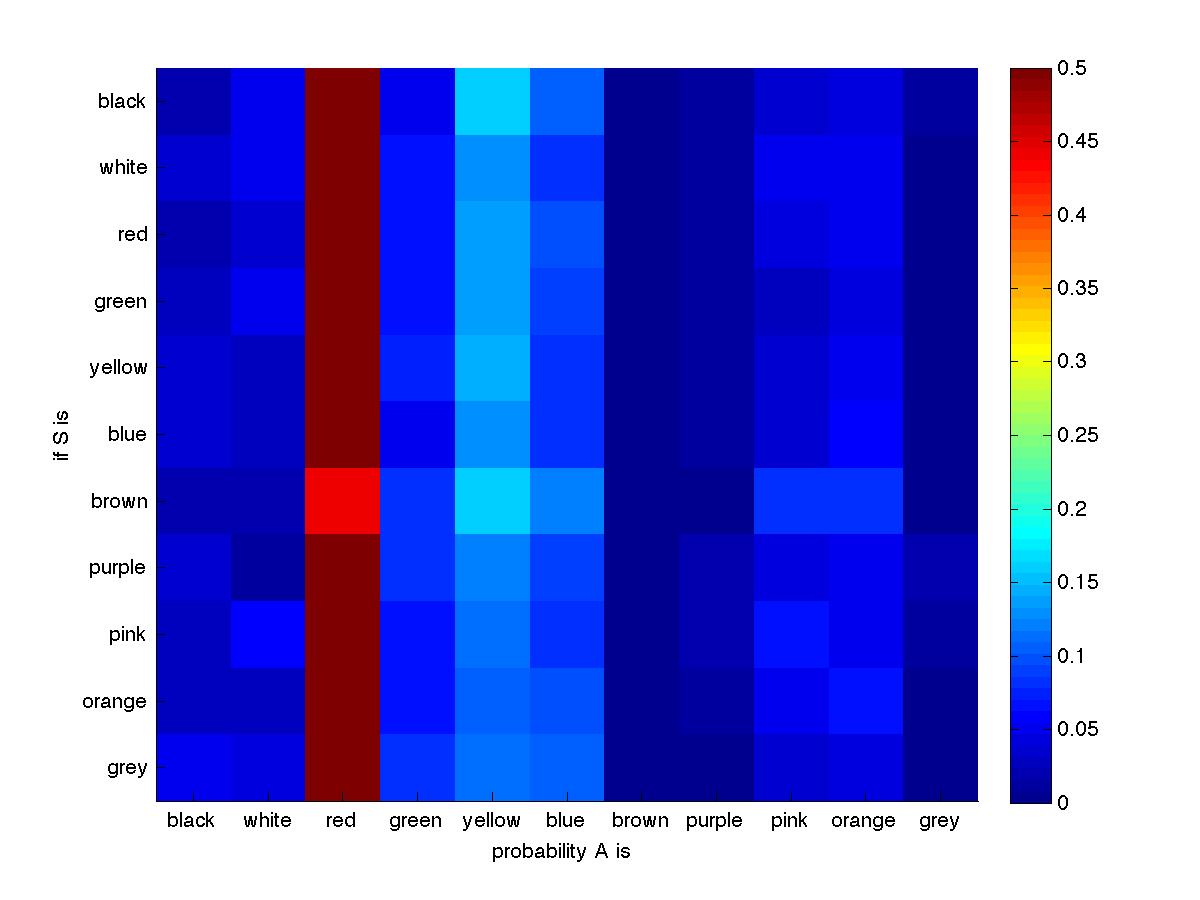 black
white
red
green
yellow
blue
brown
purple
pink
orange
grey
if S is
black white red green yellow blue brown purple pink orange grey
probability A is
0.5
0.45
0.4
0.35
0.3
0.25
0.2
0.15
0.1
0.05
0